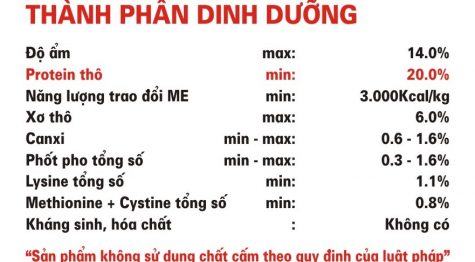 THÀNH PHẦN DINH DƯỠNG
Độ ẩm max: 14.0%
Protein thô min: 20.0%
Năng lượng trao đổi ME min: 3.000Kcal/kg
Xơ thô max: 6.0%
Canxi min - max: 0.6 - 1.6%
Phốt pho tổng số min - max: 0.3 - 1.6%
Lysine tổng số min: 1.1%
Methionine + Cystine tổng số min: 0.8%
Kháng sinh, hóa chất : Không có
“Sản phẩm không sử dụng chất cấm theo quy định của luật pháp”